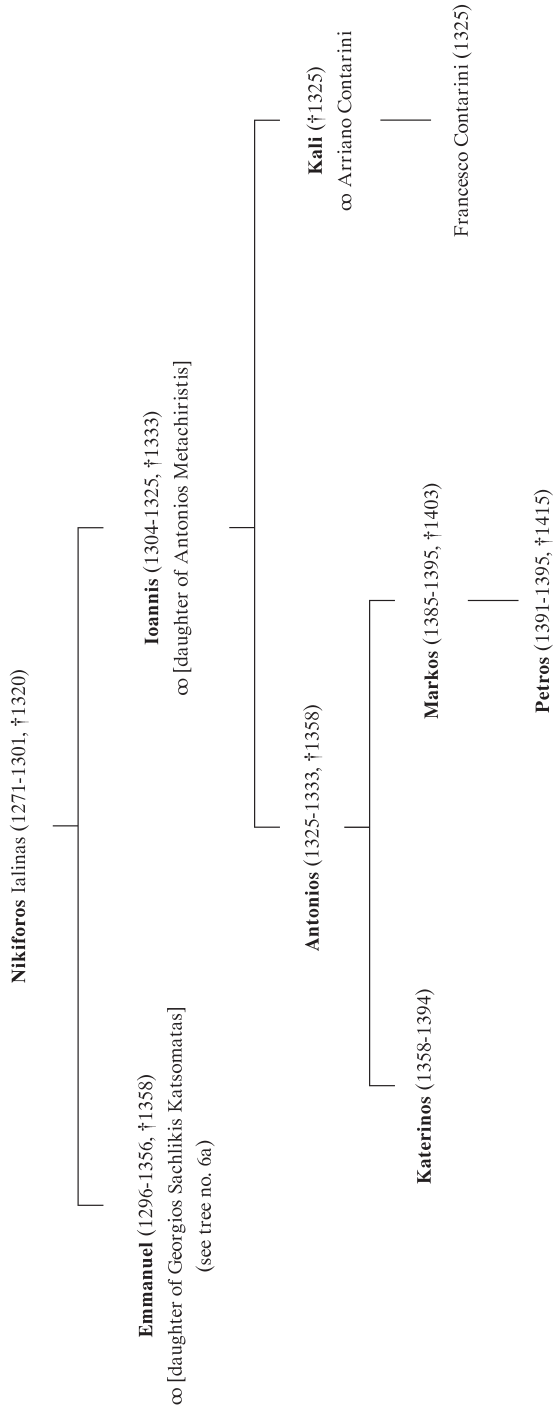 Nikiforos Ialinas (1271-1301, †1320)
Emmanuel (1296-1356, †1358)
∞ [daughter of Georgios Sachlikis Katsomatas]
(see tree no. 6a)
Ioannis (1304-1325, †1333)
∞ [daughter of Antonios Metachiristis]
Antonios (1325-1333, †1358)
Kali (†1325)
∞ Arriano Contarini
Katerinos (1358-1394)
Markos (1385-1395, †1403)
Francesco Contarini (1325)
Petros (1391-1395, †1415)